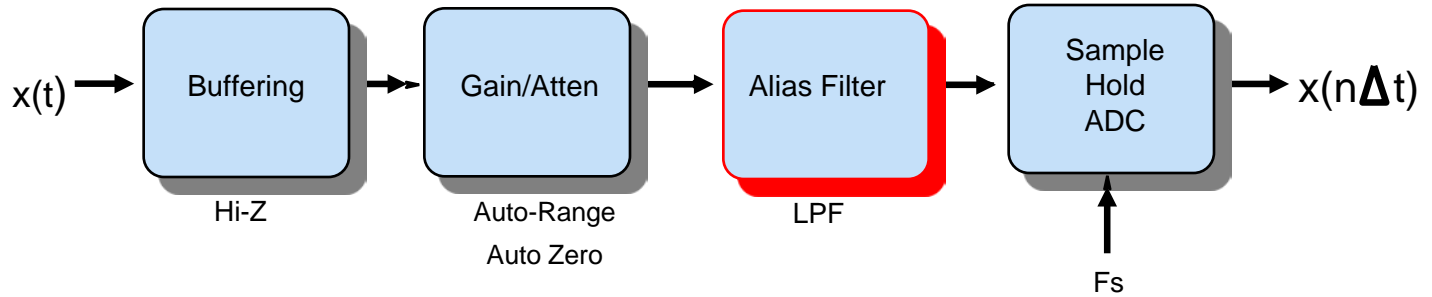 x(t)
Buffering
Hi-Z
Gain/Atten
Auto-Range
Auto Zero
Alias Filter
LPF
Sample
Hold
ADC
Fs
x(nΔt)